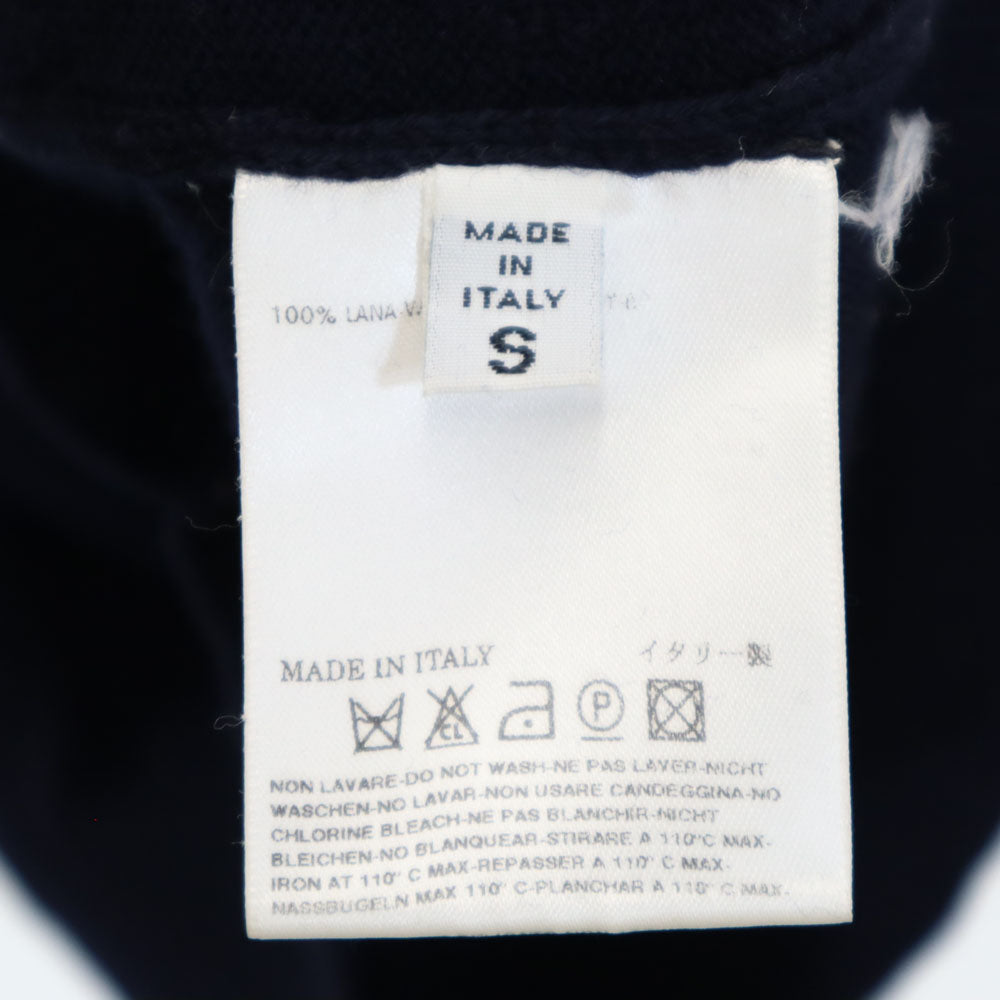 MADE
IN
ITALY
S
100% LANA-W
MADE IN ITALY
イタリー製
CL
P
NON LAVARE-DO NOT WASH-NE PAS LAVER-NICHT
WASCHEN-NO LAVAR-NON USARE CANDEGGINA-NO
CHLORINE BLEACH-NE PAS BLANCHIR-NICHT
BLEICHEN-NO BLANQUEAR-STIRARE A 110°C MAX-
IRON AT 110° C MAX-REPASSER A 110° C MAX-
NASSBUGELN MAX 110° C-PLANCHAR A 110° C MAX-